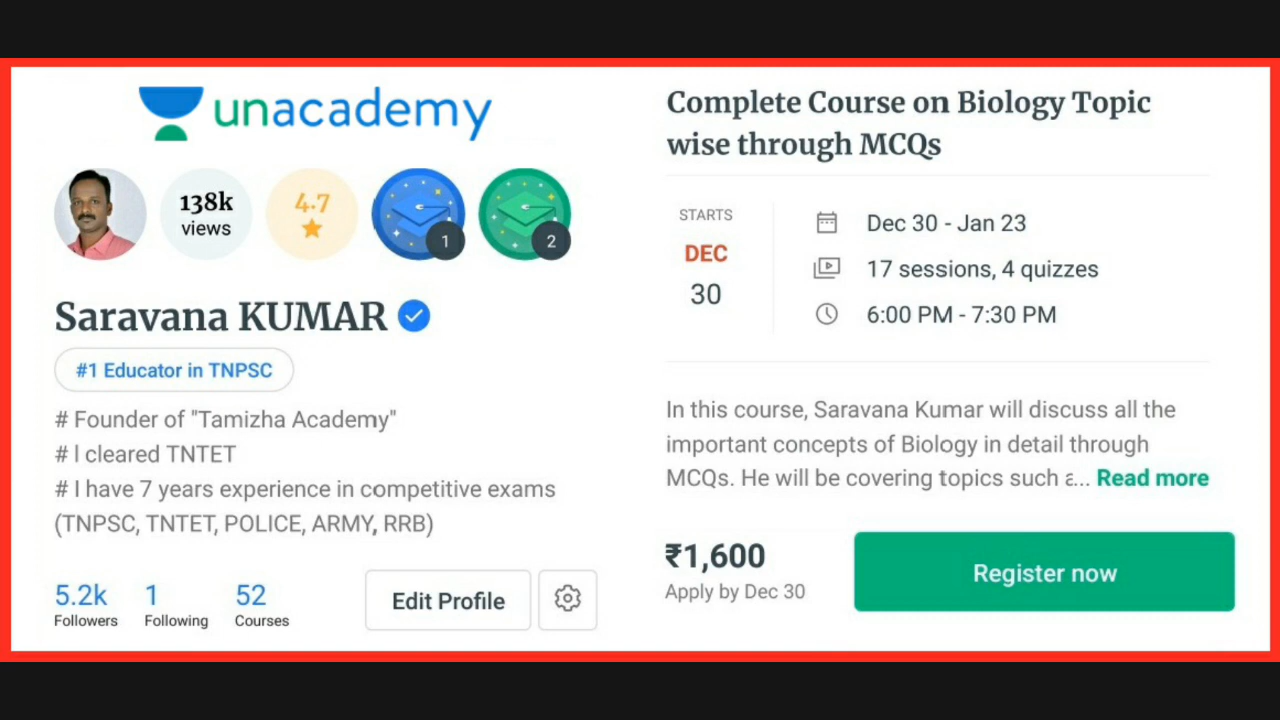 unacademy
138k
views
4.7
1
2
Saravana KUMAR
#1 Educator in TNPSC
# Founder of "Tamizha Academy"
# I cleared TNTET
# I have 7 years experience in competitive exams
(TNPSC, TNTET, POLICE, ARMY, RRB)
5.2k
Followers
1
Following
52
Courses
Edit Profile
Complete Course on Biology Topic
wise through MCQs
STARTS
DEC
30
Dec 30 - Jan 23
17 sessions, 4 quizzes
6:00 PM - 7:30 PM
In this course, Saravana Kumar will discuss all the
important concepts of Biology in detail through
MCQs. He will be covering topics such a... Read more
₹1,600
Apply by Dec 30
Register now